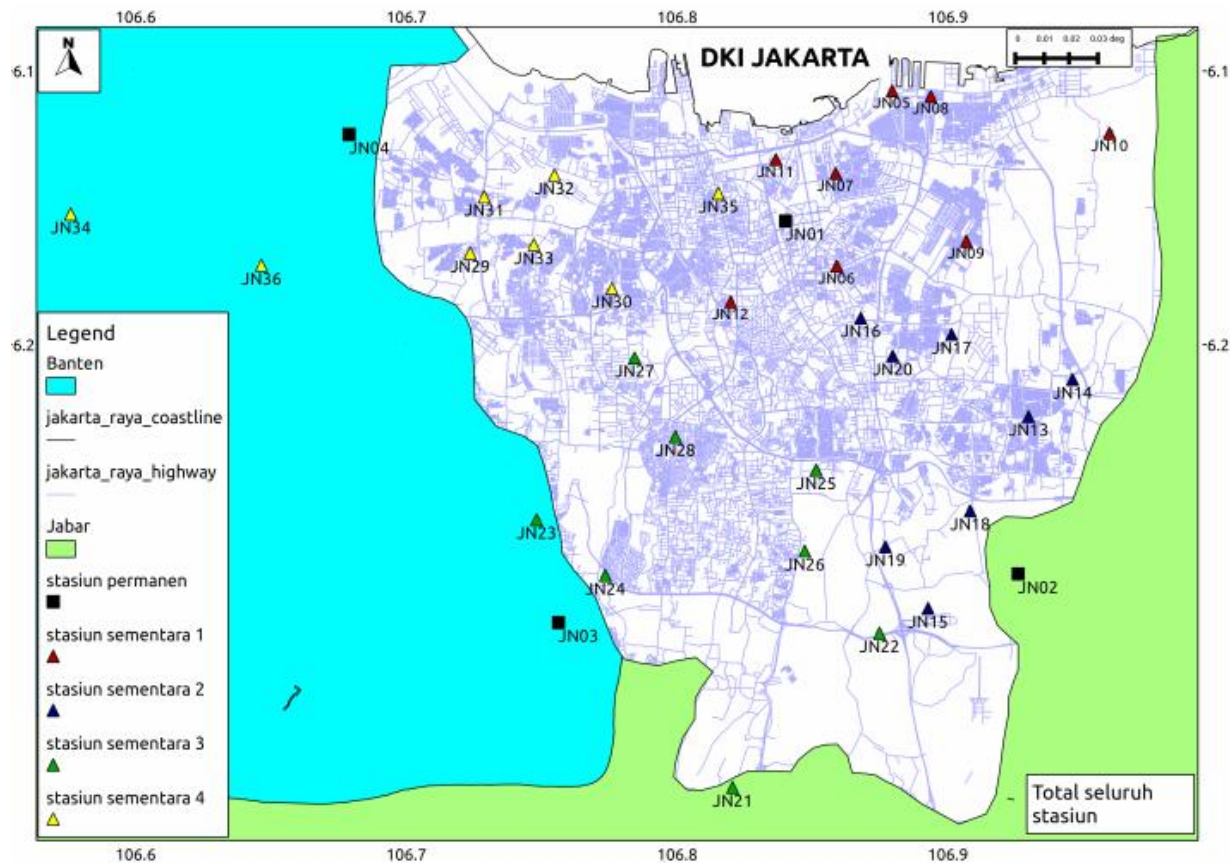 106.6 106.7 106.8 106.9
N
DKI JAKARTA
0 0.01 0.02 0.03 deg
-6.1 -6.1
JN05
JN08
JN04
JN10
JN11
JN07
JN32
JN31
JN35
JN34
JN01
JN09
JN29
JN33
JN36
JN06
JN30
JN12
JN16
JN17
-6.2 -6.2
JN20
JN27
JN14
JN13
JN28
JN25
JN18
JN23
JN19
JN26
JN24
JN02
JN15
JN03
JN22
JN21
Legend
Banten
jakarta_raya_coastline
jakarta_raya_highway
Jabar
stasiun permanen
stasiun sementara 1
stasiun sementara 2
stasiun sementara 3
stasiun sementara 4
Total seluruh
stasiun
106.6 106.7 106.8 106.9